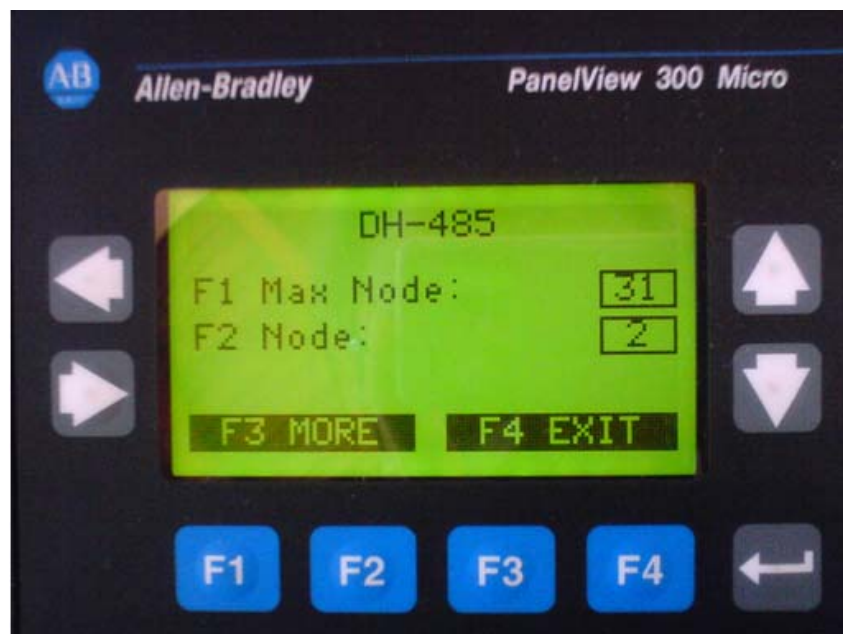 AB
Allen-Bradley PanelView 300 Micro
DH-485
F1 Max Node: 31
F2 Node: 2
F3 MORE F4 EXIT
F1 F2 F3 F4